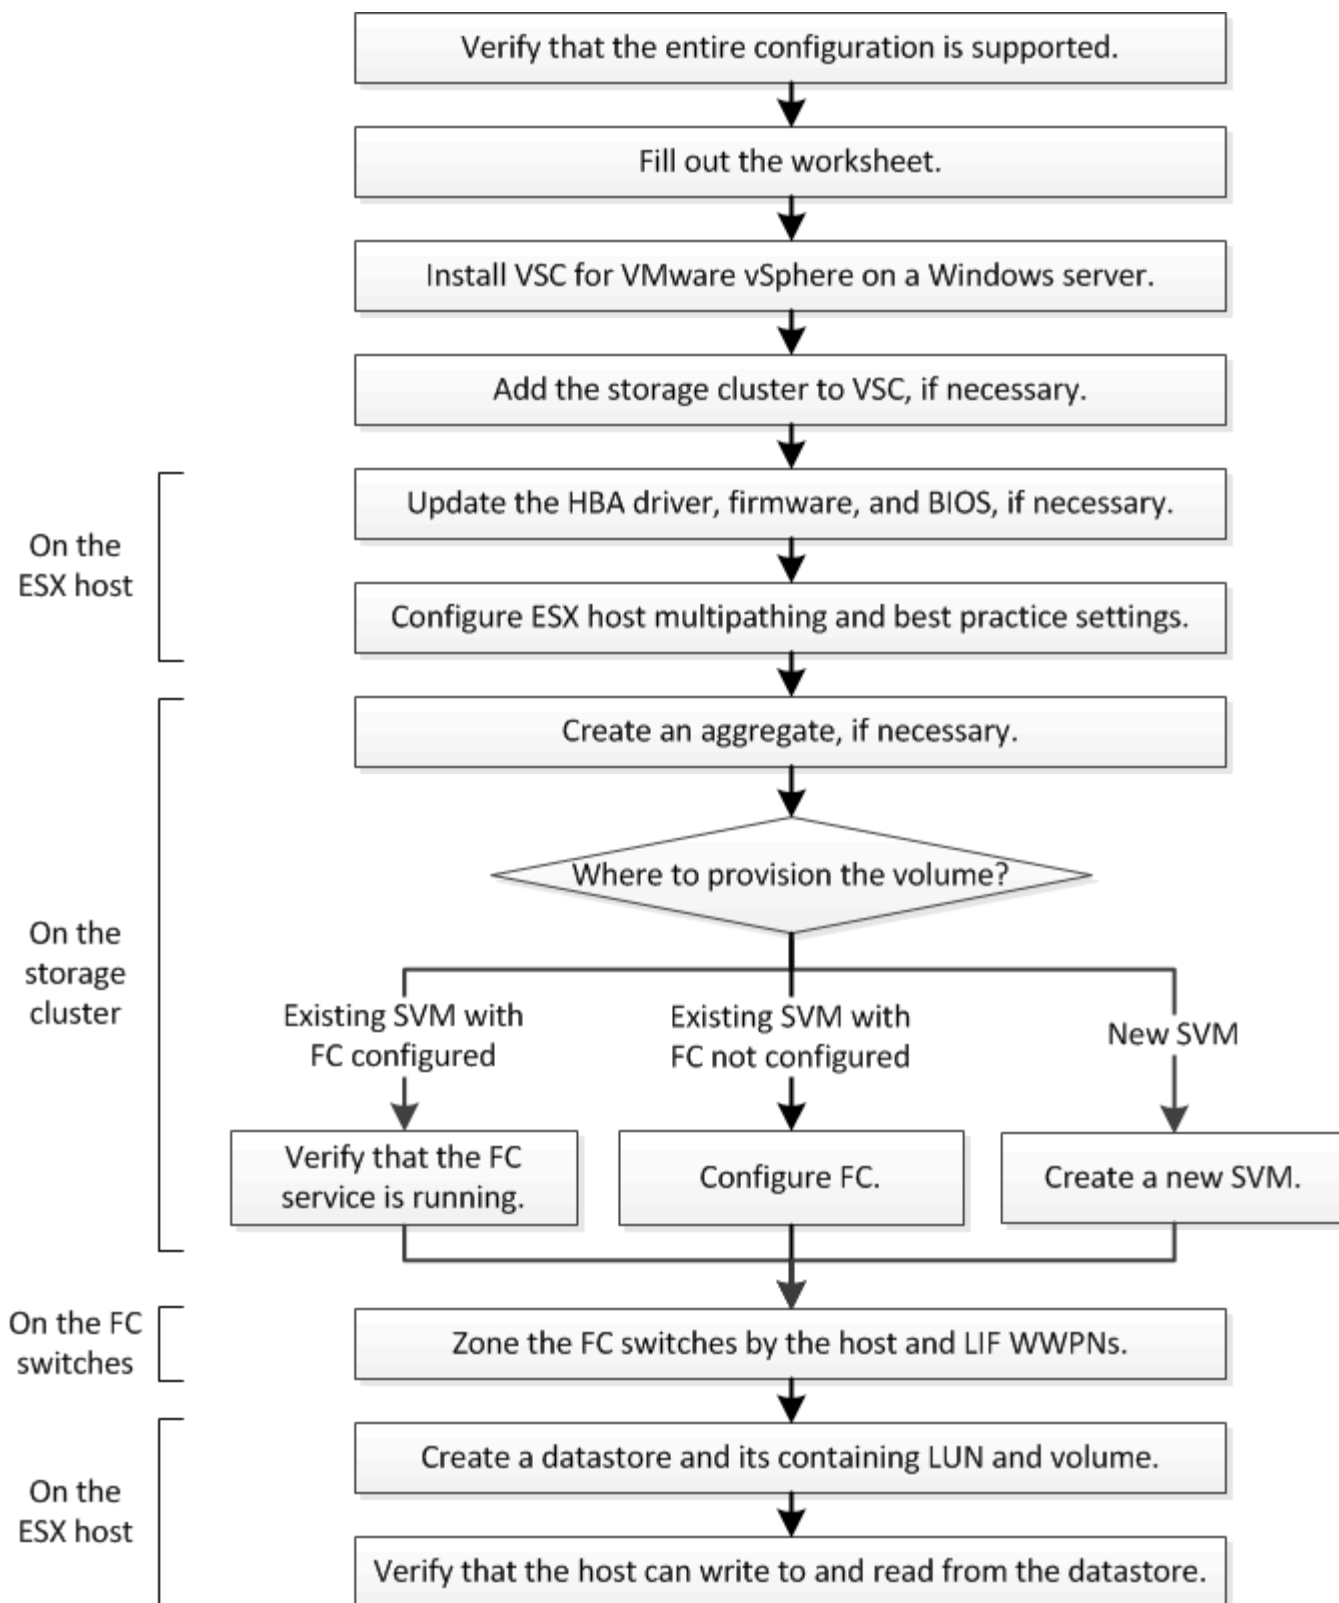 Verify that the entire configuration is supported.
Fill out the worksheet.
Install VSC for VMware vSphere on a Windows server.
Add the storage cluster to VSC, if necessary.
On the
ESX host
Update the HBA driver, firmware, and BIOS, if necessary.
Configure ESX host multipathing and best practice settings.
On the
storage
cluster
Create an aggregate, if necessary.
Where to provision the volume?
Existing SVM with
FC configured
Existing SVM with
FC not configured
New SVM
Verify that the FC
service is running.
Configure FC.
Create a new SVM.
On the FC
switches
Zone the FC switches by the host and LIF WWPNs.
On the
ESX host
Create a datastore and its containing LUN and volume.
Verify that the host can write to and read from the datastore.